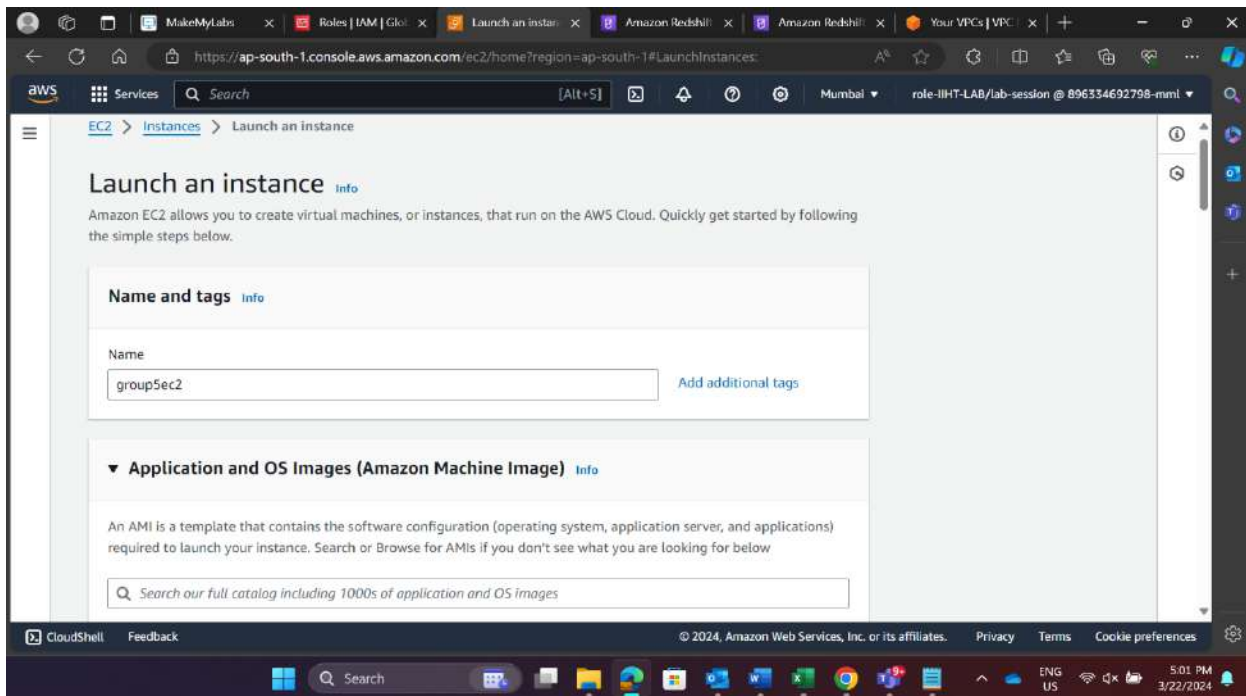 MakeMyLabs
Roles | IAM | Glo
Launch an instan
Amazon Redshift
Amazon Redshift
Your VPCs | VPC
https://ap-south-1.console.aws.amazon.com/ec2/home?region=ap-south-1#LaunchInstances:
aws
Services
Search
[Alt+S]
Mumbai
role-IIHT-LAB/lab-session @ 896334692798-mml
EC2 > Instances > Launch an instance
Launch an instance Info
Amazon EC2 allows you to create virtual machines, or instances, that run on the AWS Cloud. Quickly get started by following
the simple steps below.
Name and tags Info
Name
group5ec2
Add additional tags
Application and OS Images (Amazon Machine Image) Info
An AMI is a template that contains the software configuration (operating system, application server, and applications)
required to launch your instance. Search or Browse for AMIs if you don't see what you are looking for below
Search our full catalog including 1000s of application and OS images
CloudShell Feedback
© 2024, Amazon Web Services, Inc. or its affiliates. Privacy Terms Cookie preferences
Search
ENG
US
5:01 PM
3/22/2024